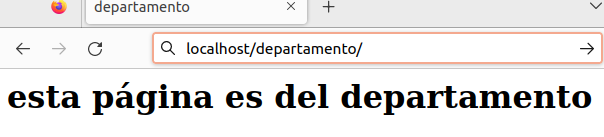 departamento
localhost/departamento/
esta página es del departamento